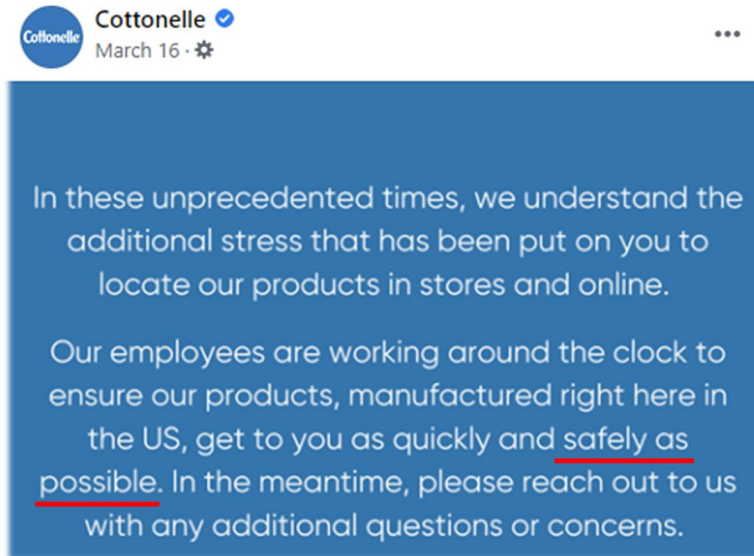 Cottonelle
Cottonelle
March 16 ·
In these unprecedented times, we understand the
additional stress that has been put on you to
locate our products in stores and online.
Our employees are working around the clock to
ensure our products, manufactured right here in
the US, get to you as quickly and safely as
possible. In the meantime, please reach out to us
with any additional questions or concerns.